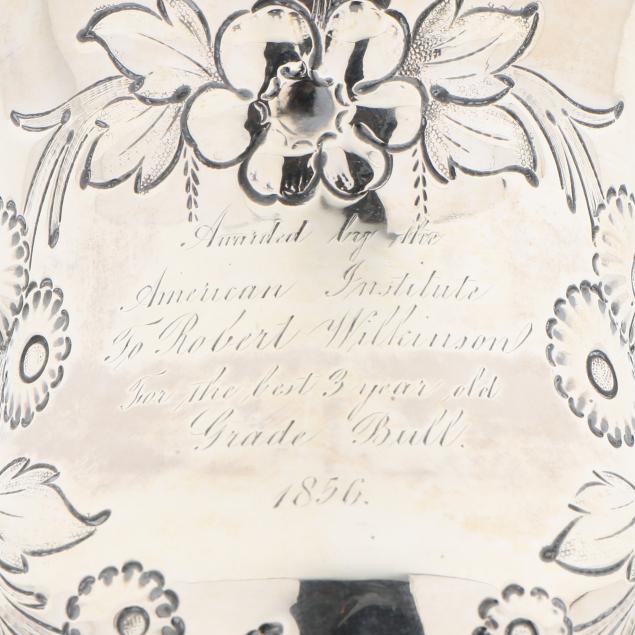 Awarded by the
American Institute
To Robert Wilkinson
For the best 3 year old
Grade Bull.
1856.